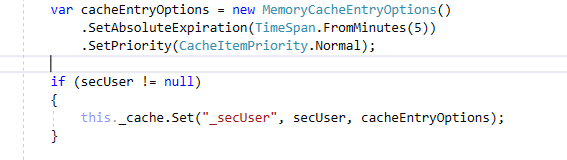 var cacheEntryOptions = new MemoryCacheEntryOptions()
.SetAbsoluteExpiration(TimeSpan.FromMinutes(5))
.SetPriority(CacheItemPriority.Normal);
if (secUser != null)
{
this._cache.Set("_secUser", secUser, cacheEntryOptions);
}